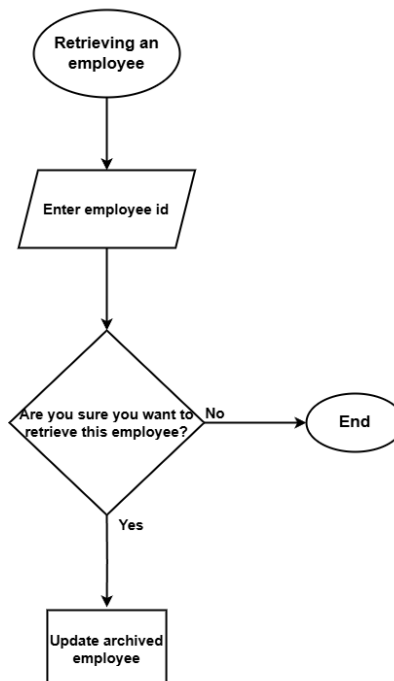 Retrieving an
employee
Enter employee id
Are you sure you want to
retrieve this employee?
No
End
Yes
Update archived
employee